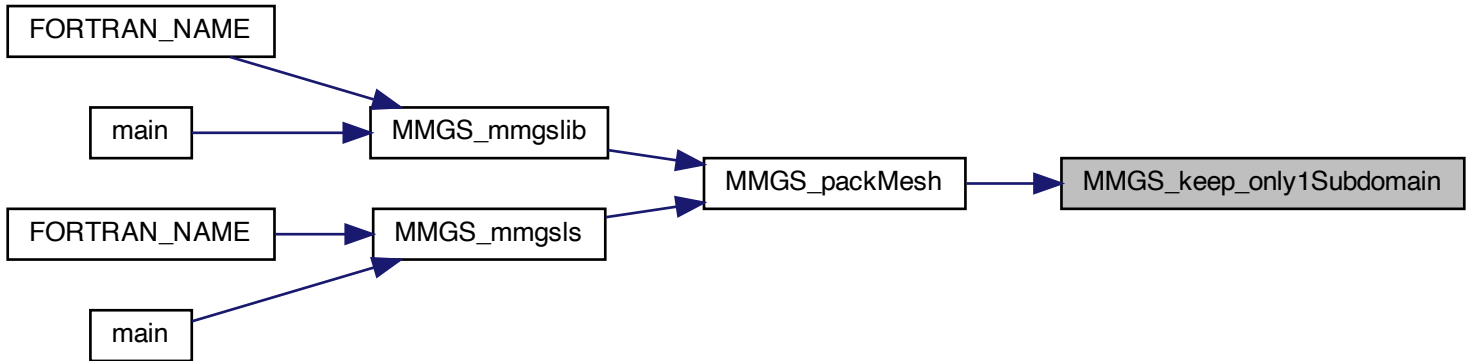 FORTRAN_NAME
main
MMGS_mmgslib
MMGS_packMesh
MMGS_keep_only1Subdomain
FORTRAN_NAME
MMGS_mmgsls
main